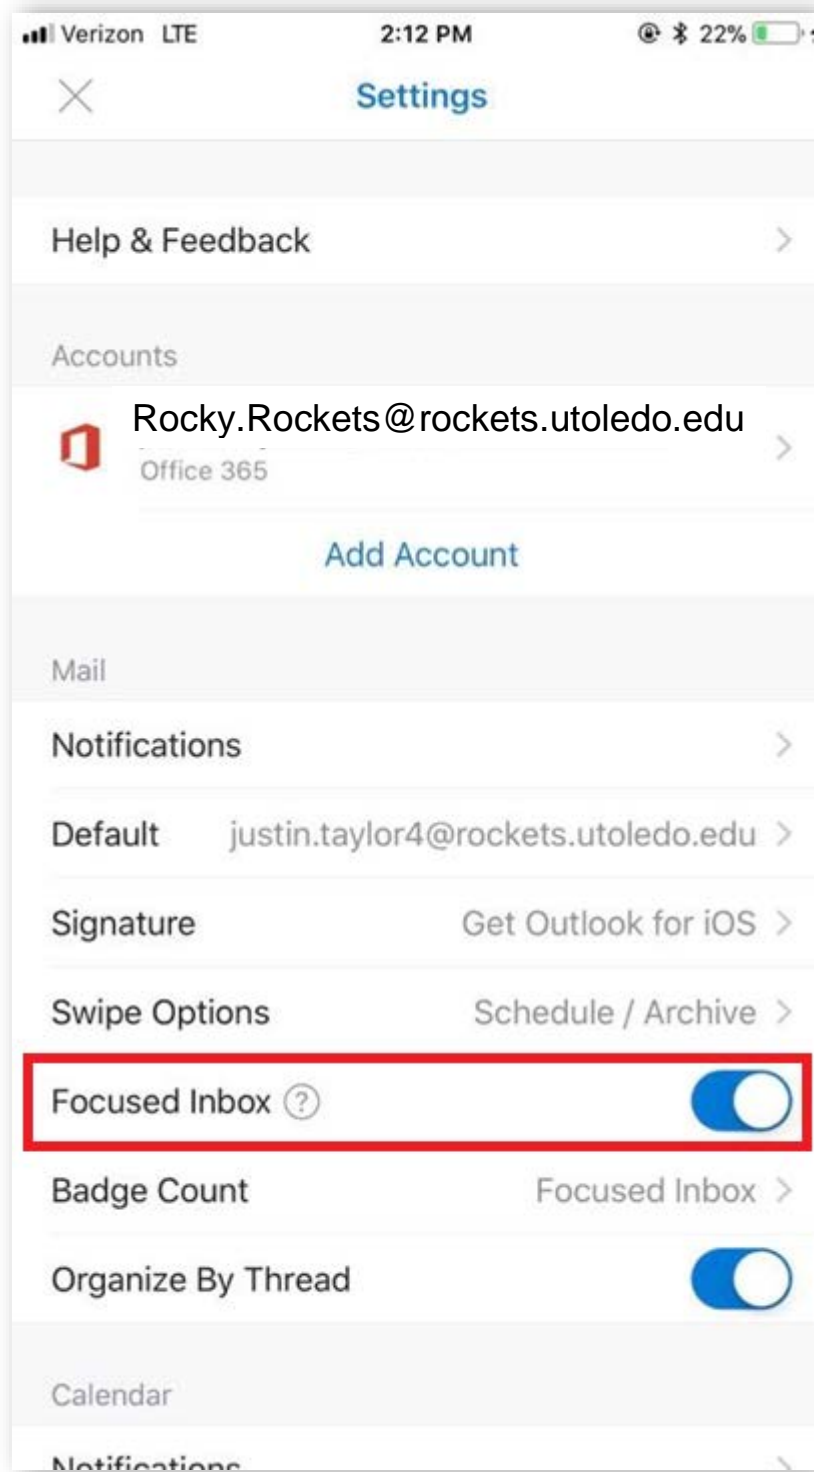 Verizon LTE 2:12 PM 22%
Settings
Help & Feedback
Accounts
Rocky.Rockets@rockets.utoledo.edu
Office 365
Add Account
Mail
Notifications
Default justin.taylor4@rockets.utoledo.edu
Signature Get Outlook for iOS
Swipe Options Schedule / Archive
Focused Inbox ?
Badge Count Focused Inbox
Organize By Thread
Calendar
Notifications